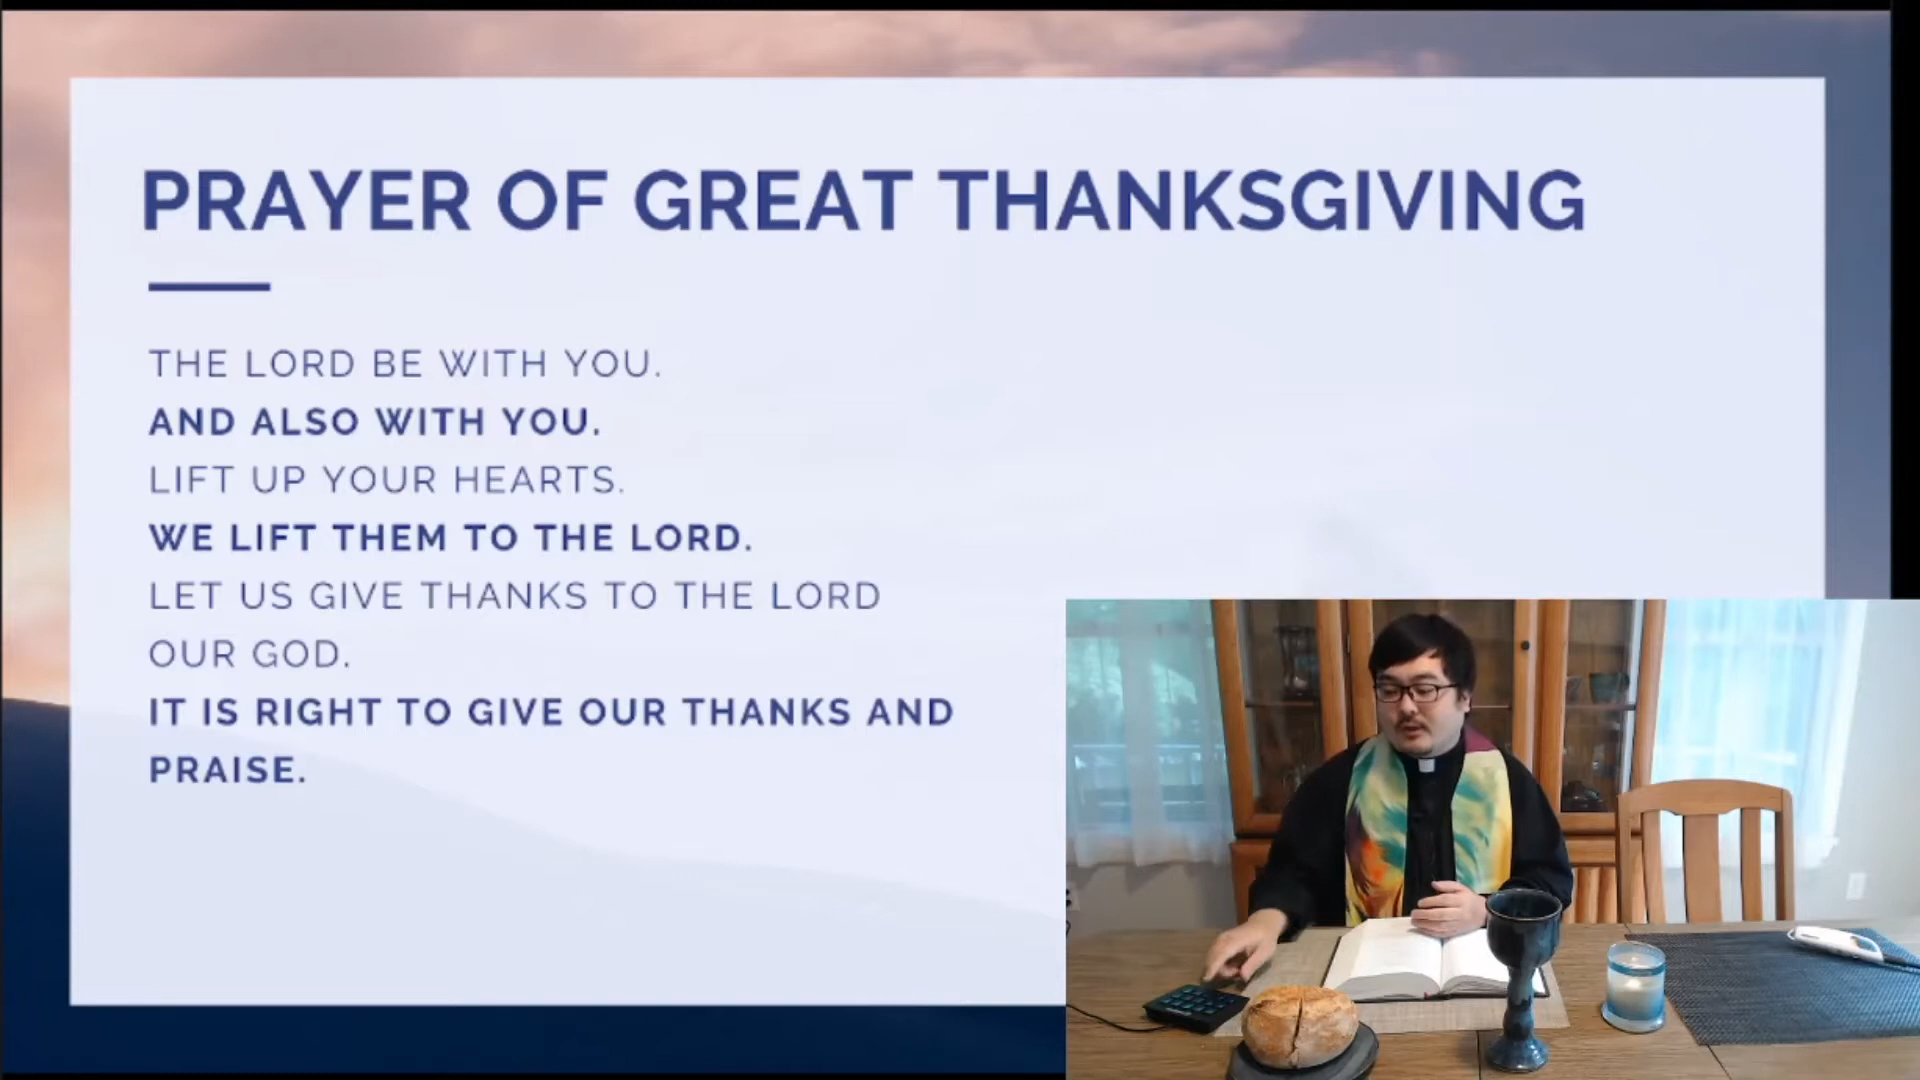 PRAYER OF GREAT THANKSGIVING
THE LORD BE WITH YOU.
AND ALSO WITH YOU.
LIFT UP YOUR HEARTS.
WE LIFT THEM TO THE LORD.
LET US GIVE THANKS TO THE LORD
OUR GOD.
IT IS RIGHT TO GIVE OUR THANKS AND
PRAISE.